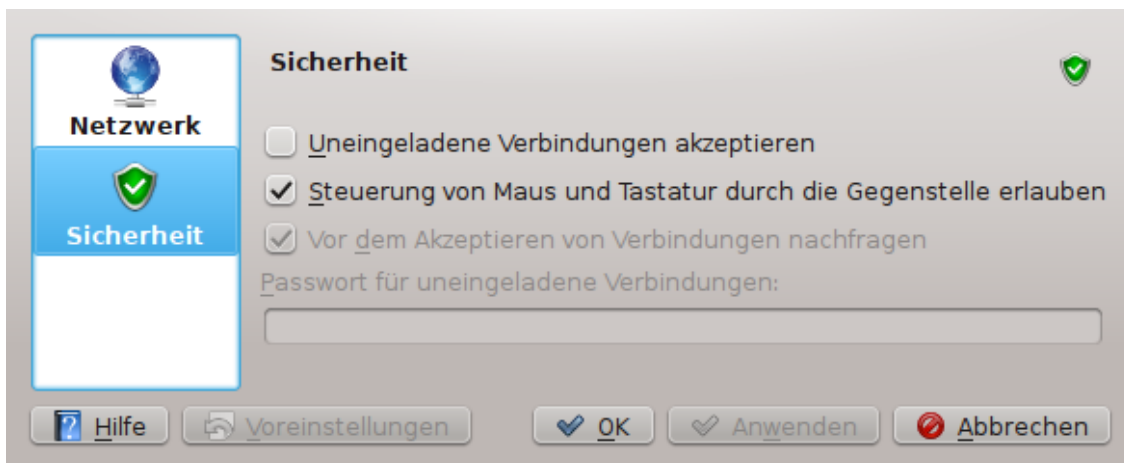 Netzwerk
Sicherheit
Sicherheit
Uneingeladene Verbindungen akzeptieren
Steuerung von Maus und Tastatur durch die Gegenstelle erlauben
Vor dem Akzeptieren von Verbindungen nachfragen
Passwort für uneingeladene Verbindungen:
Hilfe
Voreinstellungen
OK
Anwenden
Abbrechen